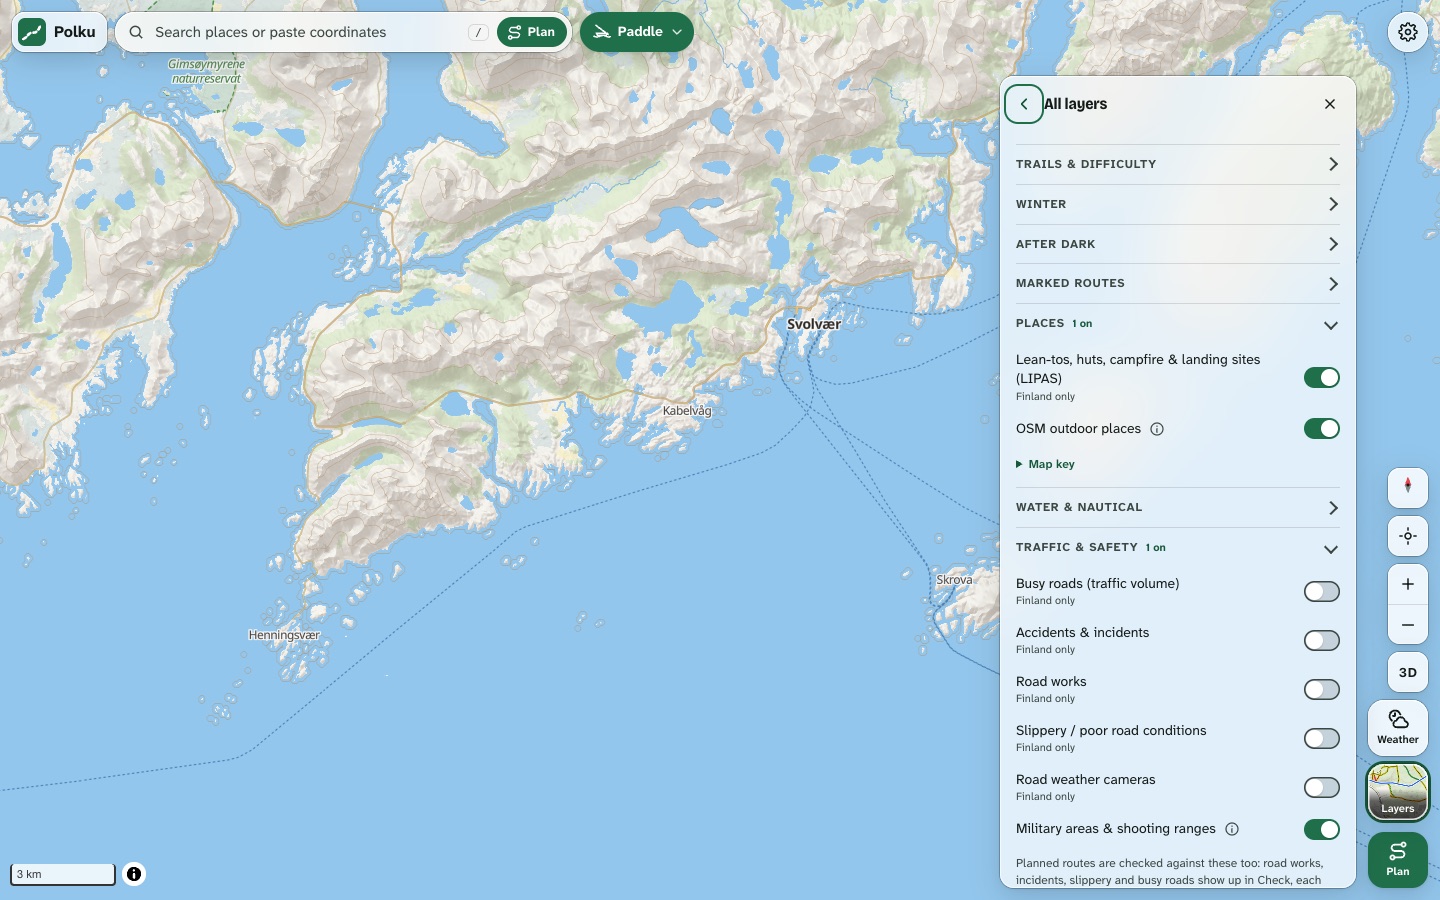 Polku
Search places or paste coordinates
/
Plan
Paddle
Gimsøymyrene
naturreservat
Svolvær
Kabelvåg
Skrova
Henningsvær
3 km
All layers
TRAILS & DIFFICULTY
WINTER
AFTER DARK
MARKED ROUTES
PLACES 1 on
Lean-tos, huts, campfire & landing sites
(LIPAS)
Finland only
OSM outdoor places
Map key
WATER & NAUTICAL
TRAFFIC & SAFETY 1 on
Busy roads (traffic volume)
Finland only
Accidents & incidents
Finland only
Road works
Finland only
Slippery / poor road conditions
Finland only
Road weather cameras
Finland only
Military areas & shooting ranges
Planned routes are checked against these too: road works,
incidents, slippery and busy roads show up in Check, each
3D
Weather
Layers
Plan